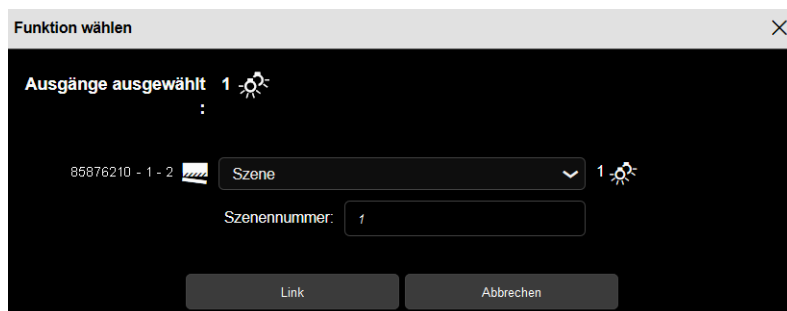 Funktion wählen
Ausgänge ausgewählt 1
:
85876210 - 1 - 2 Szene 1
Szenennummer: 1
Link Abbrechen